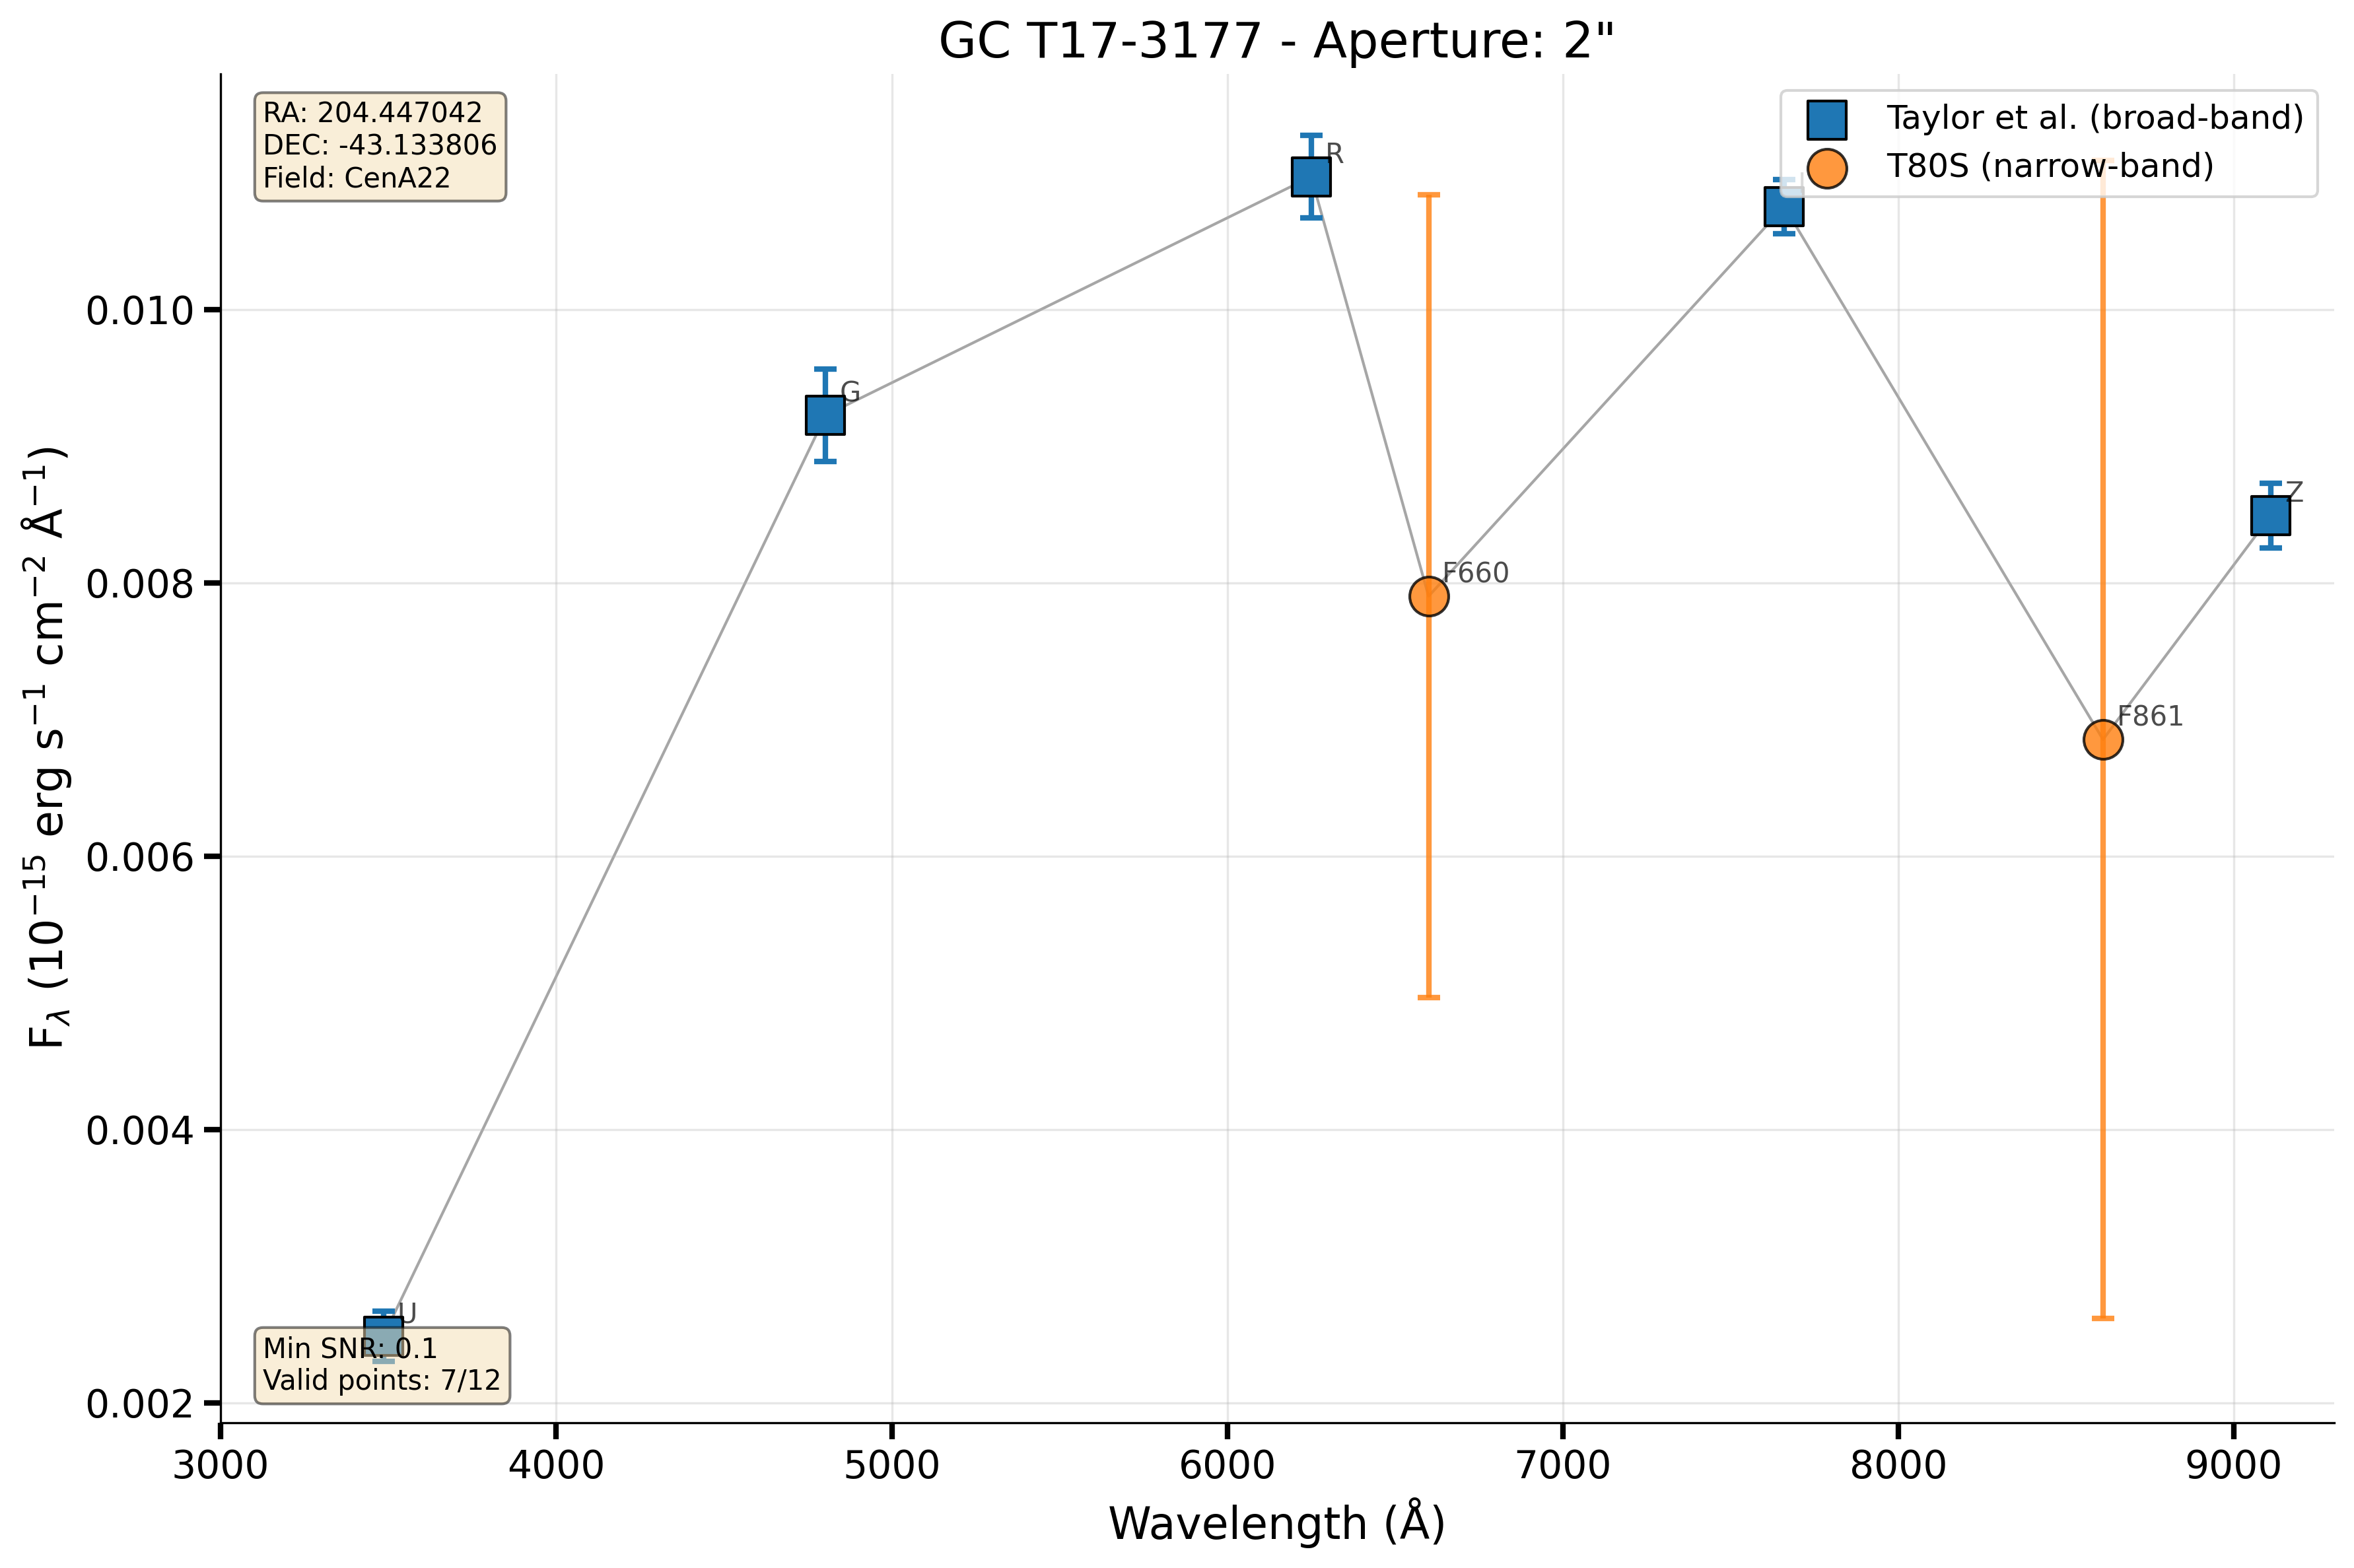 GC T17-3177 - Aperture: 2"
RA: 204.447042
DEC: -43.133806
Field: CenA22
Taylor et al. (broad-band)
T80S (narrow-band)
R
G
Z
F660
F861
U
Min SNR: 0.1
Valid points: 7/12
0.010
0.008
0.006
0.004
0.002
F_λ (10⁻¹⁵ erg s⁻¹ cm⁻² Å⁻¹)
3000 4000 5000 6000 7000 8000 9000
Wavelength (Å)